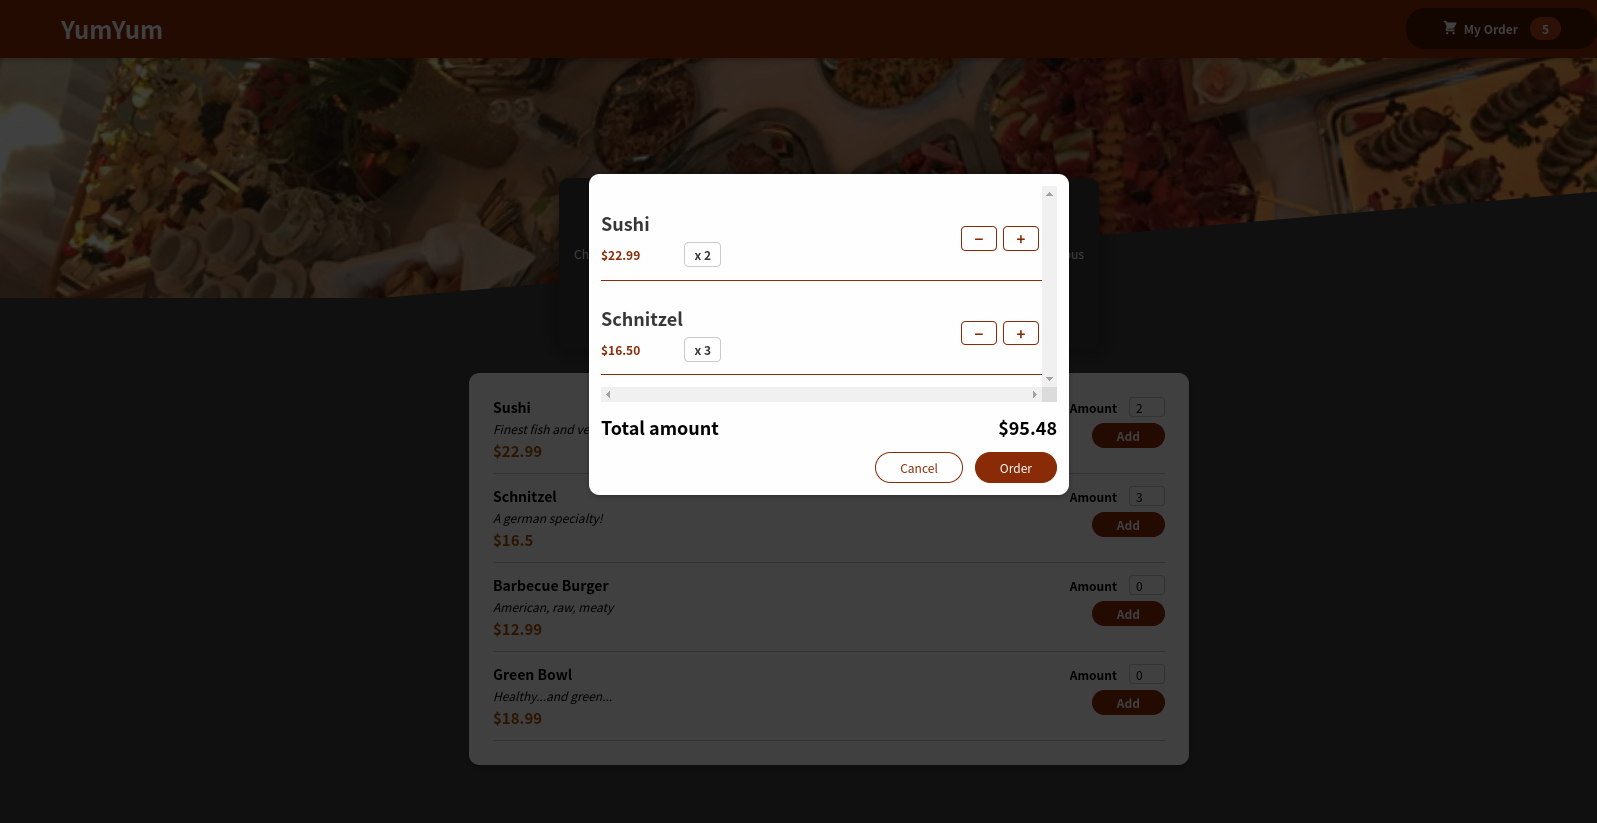 YumYum
My Order 5
Ch
ous
Sushi
$22.99 x 2
− +
Schnitzel
$16.50 x 3
− +
Total amount $95.48
Cancel Order
Sushi
Finest fish and ve
$22.99
Amount 2
Add
Schnitzel
A german specialty!
$16.5
Amount 3
Add
Barbecue Burger
American, raw, meaty
$12.99
Amount 0
Add
Green Bowl
Healthy...and green...
$18.99
Amount 0
Add